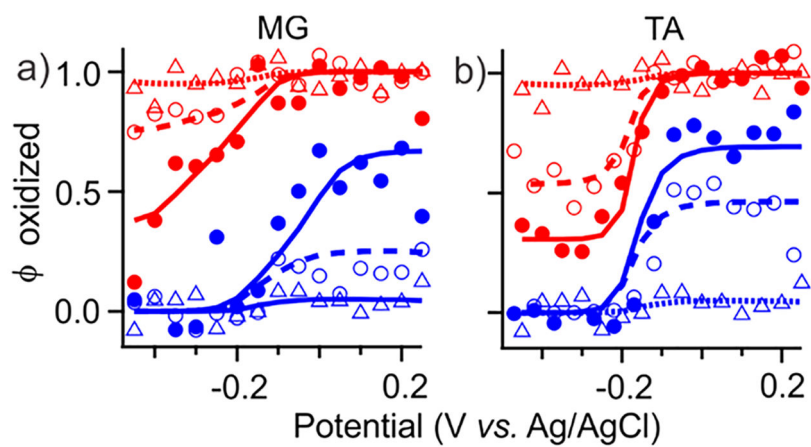 MG TA
a) b)
1.0
0.5
0.0
ϕ oxidized
-0.2 0.2 -0.2 0.2
Potential (V vs. Ag/AgCl)